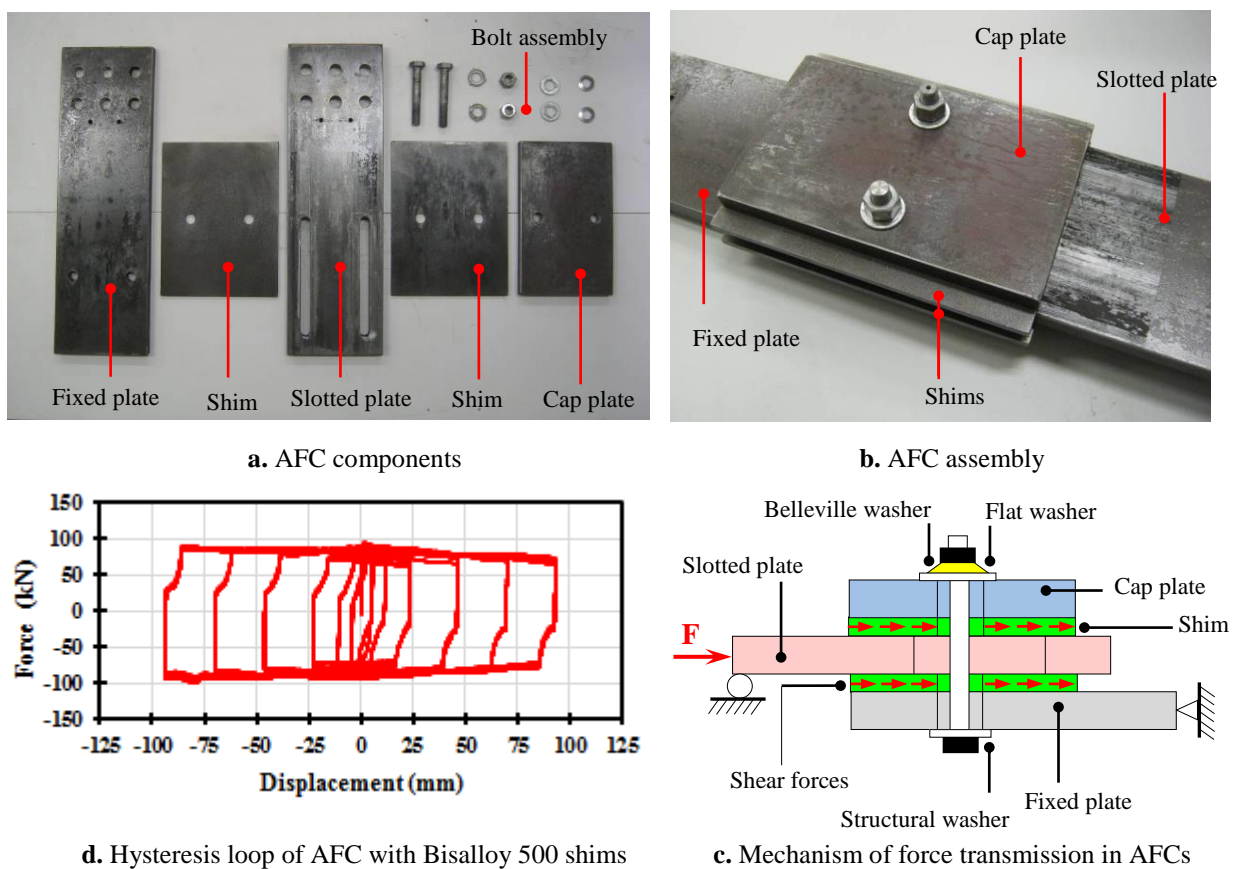 Bolt assembly
Fixed plate
Shim
Slotted plate
Shim
Cap plate
a. AFC components
Cap plate
Slotted plate
Fixed plate
Shims
b. AFC assembly
150
100
50
0
-50
-100
-150
-125 -100 -75 -50 -25 0 25 50 75 100 125
Force (kN)
Displacement (mm)
d. Hysteresis loop of AFC with Bisalloy 500 shims
Belleville washer
Flat washer
Slotted plate
Cap plate
F
Shim
Shear forces
Fixed plate
Structural washer
c. Mechanism of force transmission in AFCs